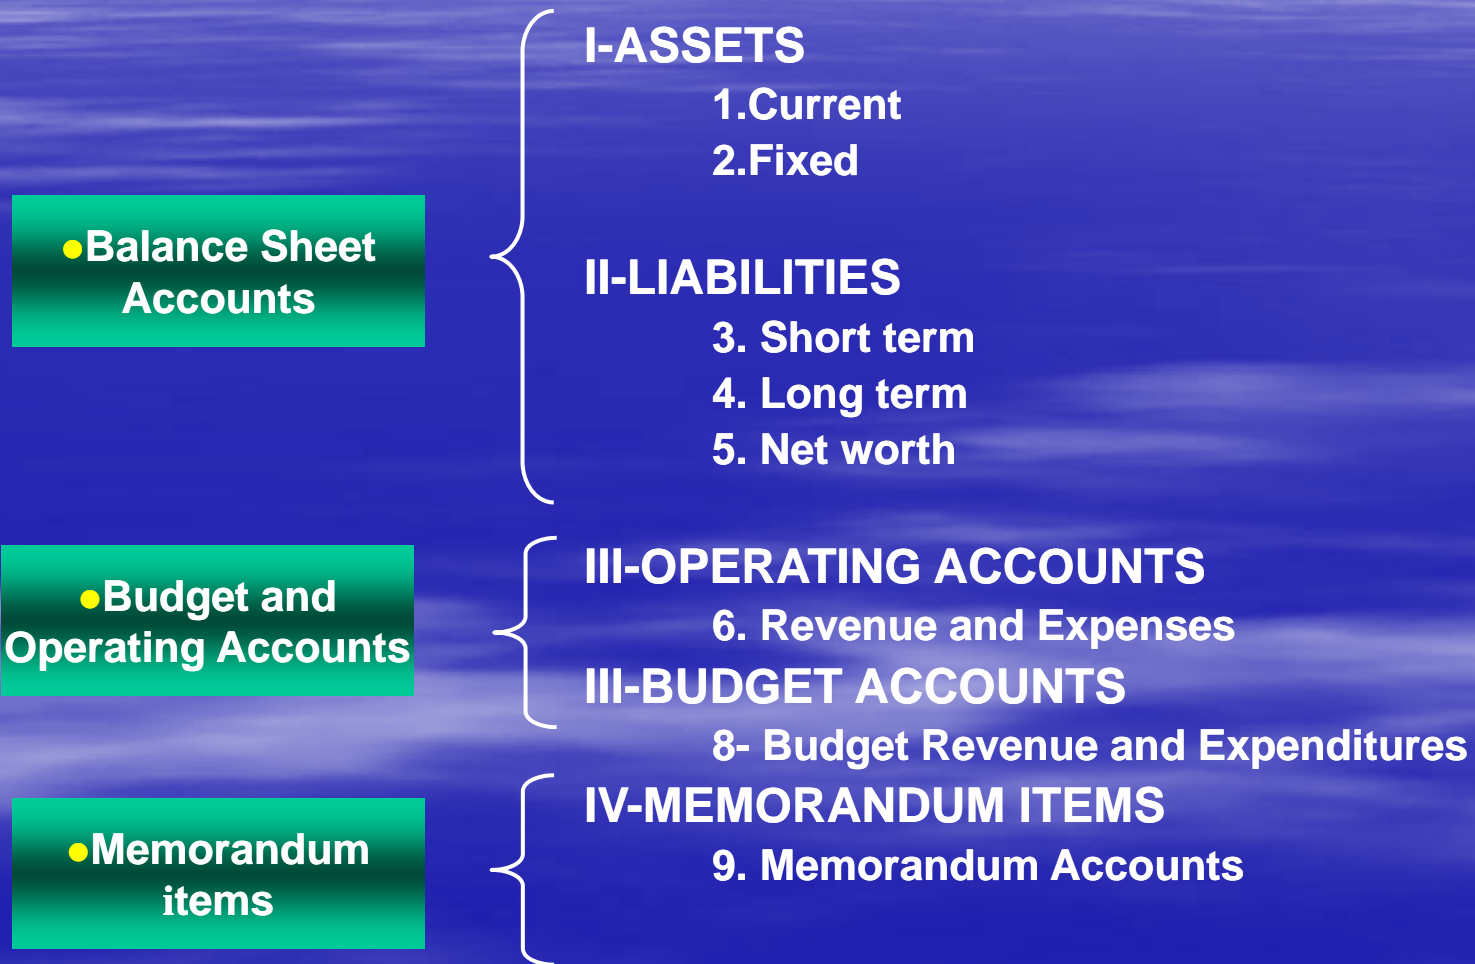 ●Balance Sheet
Accounts
I-ASSETS
1.Current
2.Fixed
II-LIABILITIES
3. Short term
4. Long term
5. Net worth
●Budget and
Operating Accounts
III-OPERATING ACCOUNTS
6. Revenue and Expenses
III-BUDGET ACCOUNTS
8- Budget Revenue and Expenditures
●Memorandum
items
IV-MEMORANDUM ITEMS
9. Memorandum Accounts